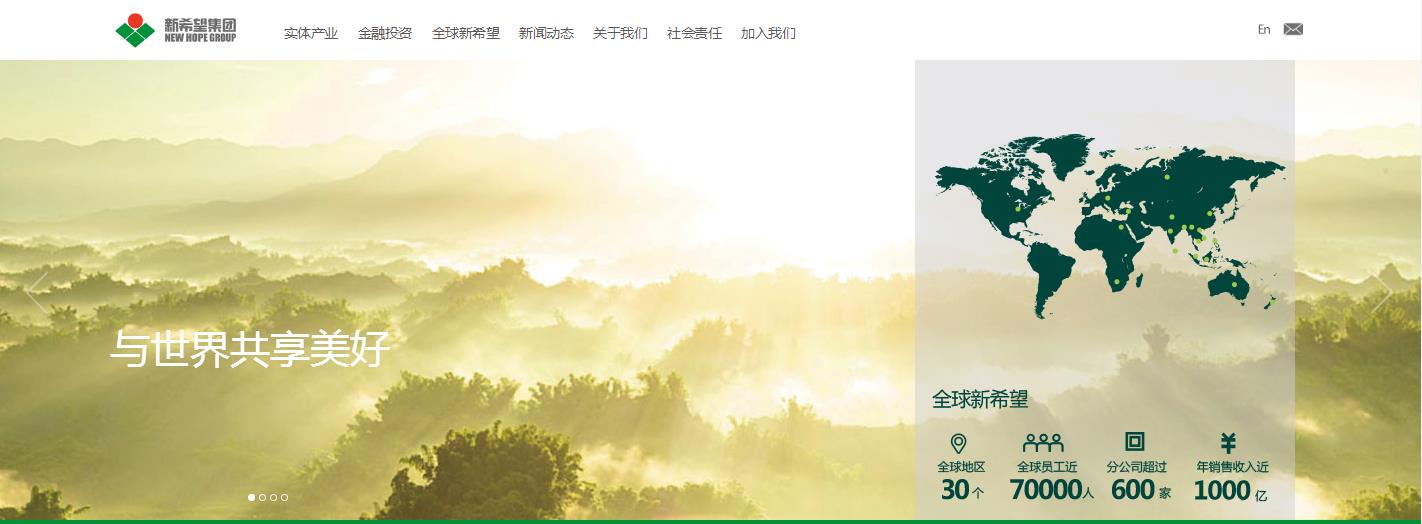 新希望集团
NEW HOPE GROUP
实体产业 金融投资 全球新希望 新闻动态 关于我们 社会责任 加入我们
En
与世界共享美好
全球新希望
全球地区 全球员工近 分公司超过 年销售收入近
30个 70000人 600家 1000亿